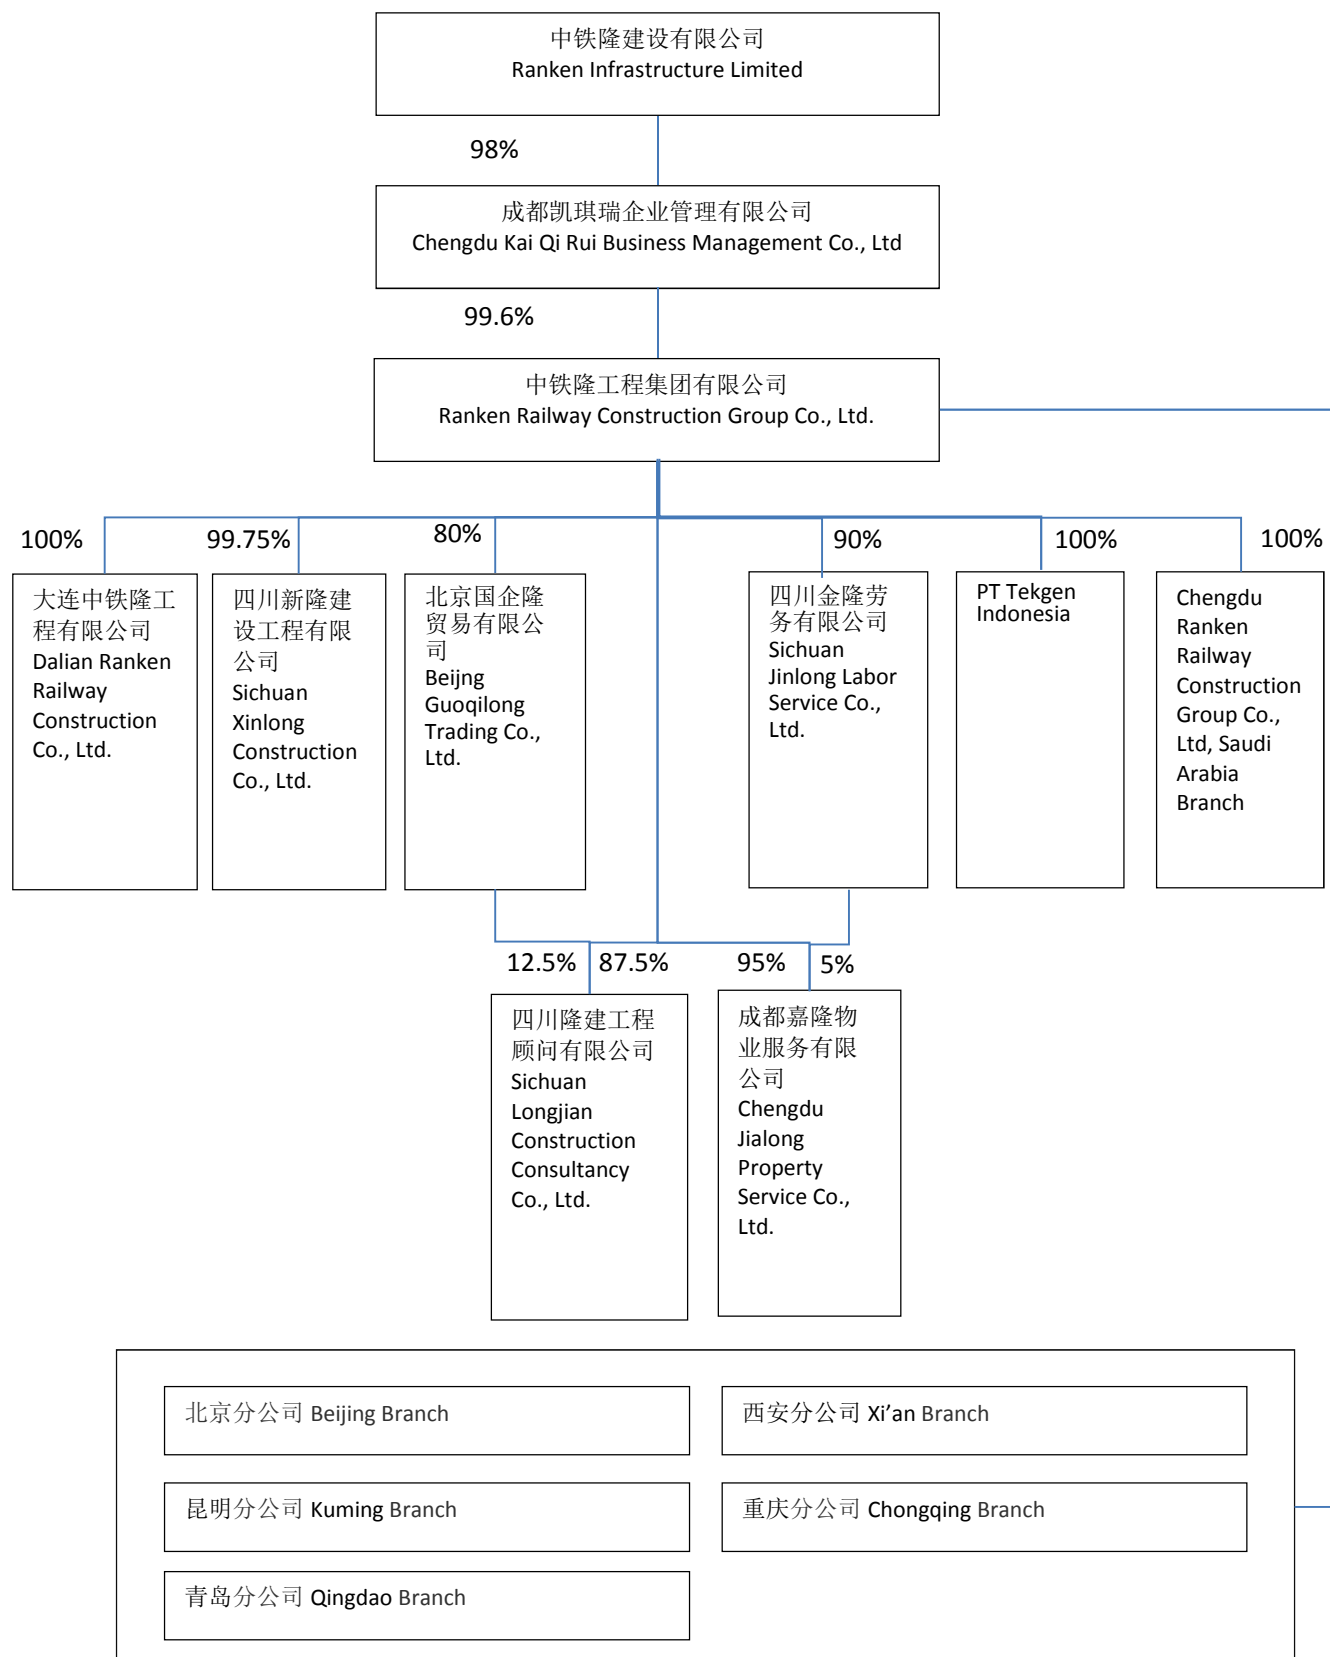 中铁隆建设有限公司
Ranken Infrastructure Limited
98%
成都凯琪瑞企业管理有限公司
Chengdu Kai Qi Rui Business Management Co., Ltd
99.6%
中铁隆工程集团有限公司
Ranken Railway Construction Group Co., Ltd.
100%
99.75%
80%
90%
100%
100%
大连中铁隆工
程有限公司
Dalian Ranken
Railway
Construction
Co., Ltd.
四川新隆建
设工程有限
公司
Sichuan
Xinlong
Construction
Co., Ltd.
北京国企隆
贸易有限公
司
Beijng
Guoqilong
Trading Co.,
Ltd.
四川金隆劳
务有限公司
Sichuan
Jinlong Labor
Service Co.,
Ltd.
PT Tekgen
Indonesia
Chengdu
Ranken
Railway
Construction
Group Co.,
Ltd, Saudi
Arabia
Branch
12.5%
87.5%
95%
5%
四川隆建工程
顾问有限公司
Sichuan
Longjian
Construction
Consultancy
Co., Ltd.
成都嘉隆物
业服务有限
公司
Chengdu
Jialong
Property
Service Co.,
Ltd.
北京分公司 Beijing Branch
西安分公司 Xi’an Branch
昆明分公司 Kuming Branch
重庆分公司 Chongqing Branch
青岛分公司 Qingdao Branch